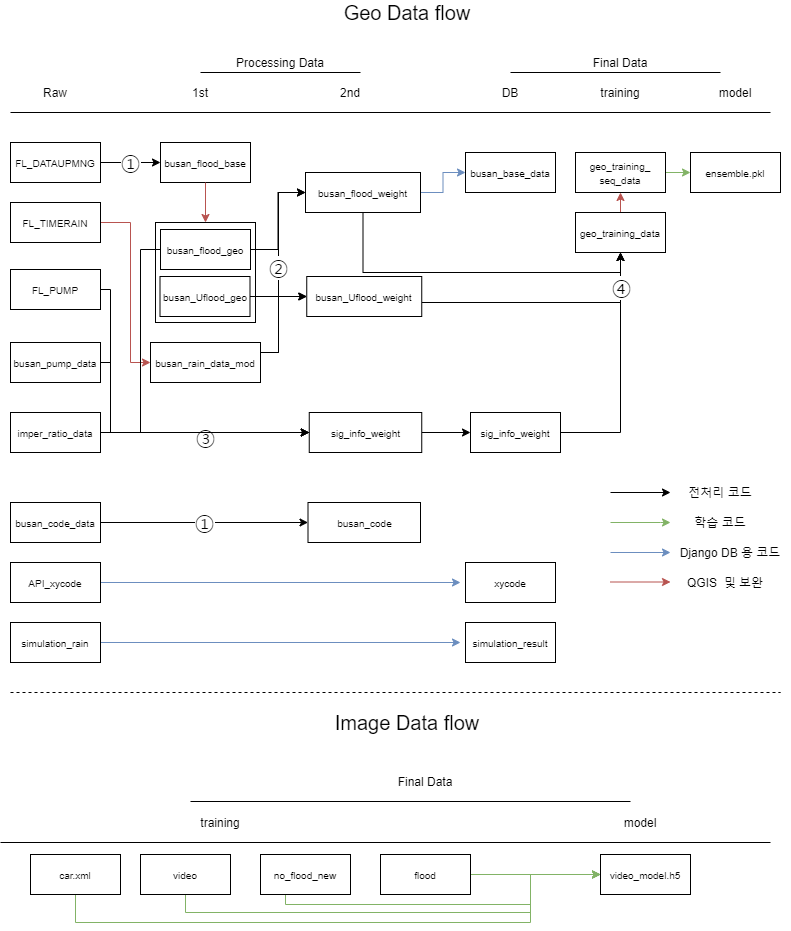 Geo Data flow
Processing Data
Final Data
Raw
1st
2nd
DB
training
model
FL_DATAUPMNG
①
busan_flood_base
busan_flood_weight
busan_base_data
geo_training_
seq_data
ensemble.pkl
FL_TIMERAIN
busan_flood_geo
geo_training_data
②
FL_PUMP
busan_Uflood_geo
busan_Uflood_weight
④
busan_pump_data
busan_rain_data_mod
imper_ratio_data
③
sig_info_weight
sig_info_weight
busan_code_data
①
busan_code
API_xycode
xycode
simulation_rain
simulation_result
전처리 코드
학습 코드
Django DB 용 코드
QGIS 및 보완
Image Data flow
Final Data
training
model
car.xml
video
no_flood_new
flood
video_model.h5